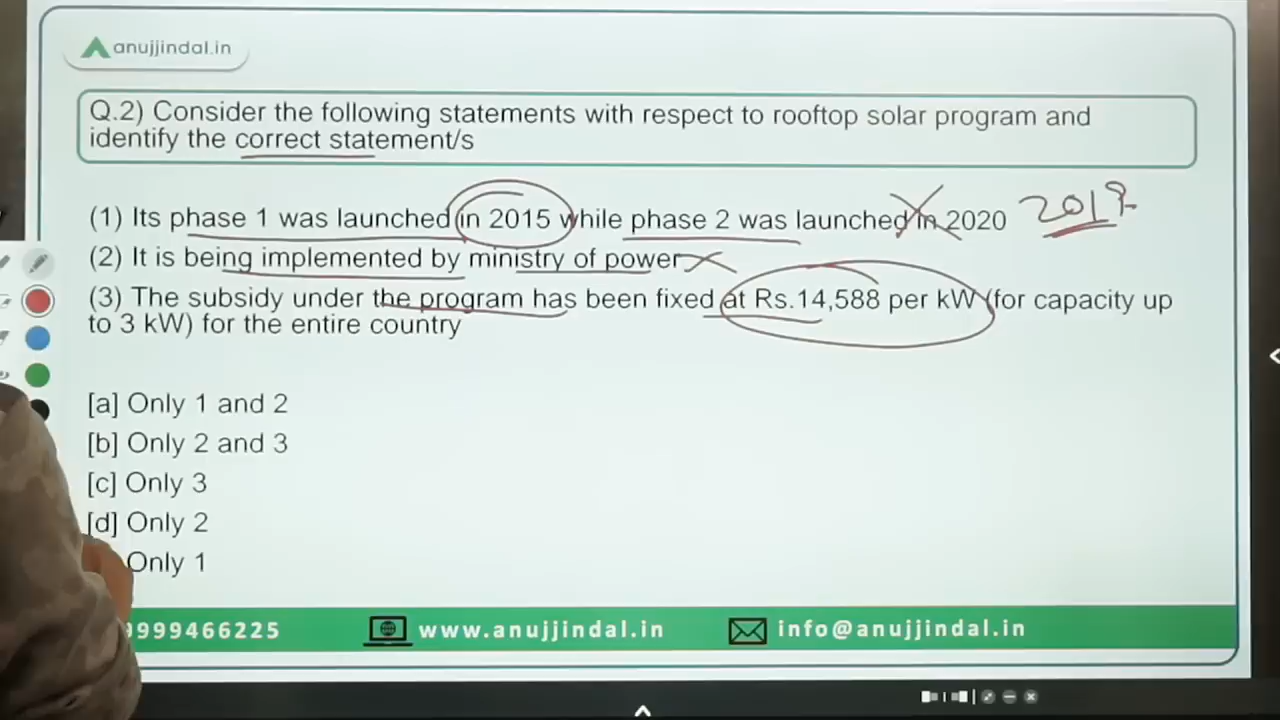 anujjindal.in
Q.2) Consider the following statements with respect to rooftop solar program and
identify the correct statement/s
(1) Its phase 1 was launched in 2015 while phase 2 was launched in 2020 2019
(2) It is being implemented by ministry of power
(3) The subsidy under the program has been fixed at Rs.14,588 per kW (for capacity up
to 3 kW) for the entire country
[a] Only 1 and 2
[b] Only 2 and 3
[c] Only 3
[d] Only 2
Only 1
9999466225 www.anujjindal.in info@anujjindal.in